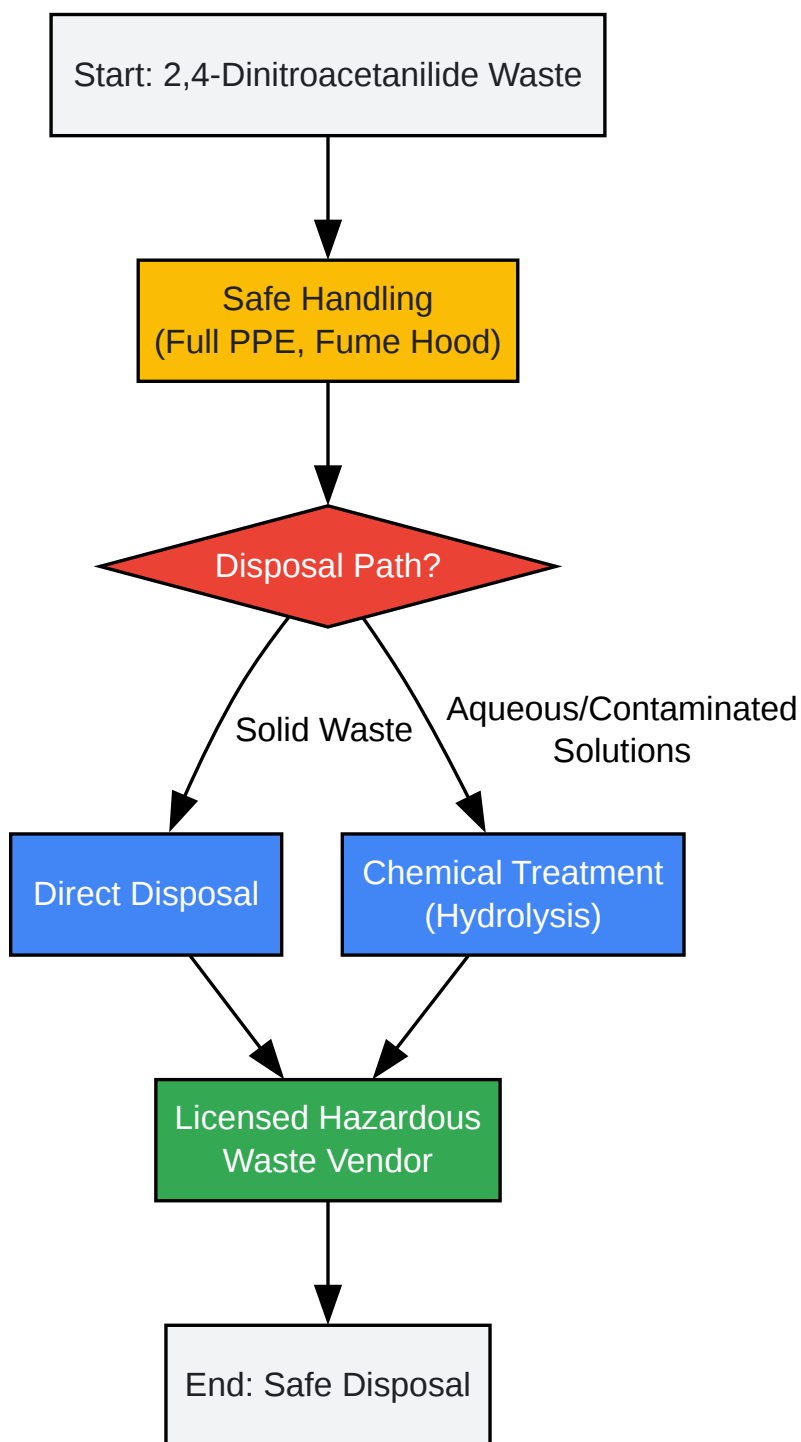 Start: 2,4-Dinitroacetanilide Waste
Safe Handling
(Full PPE, Fume Hood)
Disposal Path?
Solid Waste
Aqueous/Contaminated
Solutions
Direct Disposal
Chemical Treatment
(Hydrolysis)
Licensed Hazardous
Waste Vendor
End: Safe Disposal